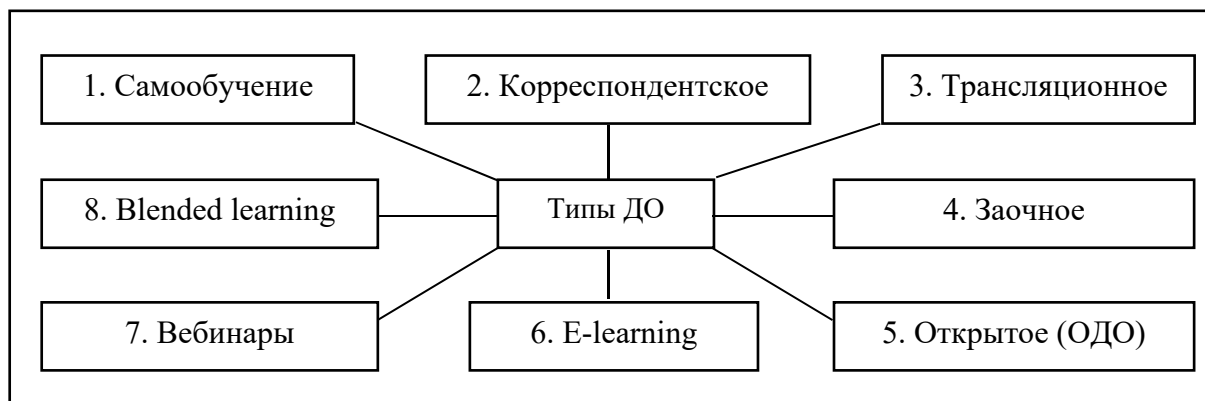 1. Самообучение
2. Корреспондентское
3. Трансляционное
8. Blended learning
Типы ДО
4. Заочное
7. Вебинары
6. E-learning
5. Открытое (ОДО)